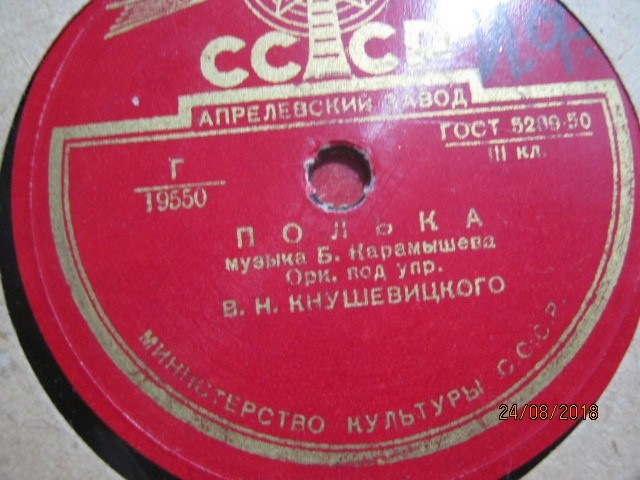 СССР
АПРЕЛЕВСКИЙ ЗАВОД
ГОСТ 5289-50
III КЛ.
Г
19550
ПОЛЬКА
музыка Б. Карамышева
Орк. под упр.
В. Н. КНУШЕВИЦКОГО
МИНИСТЕРСТВО КУЛЬТУРЫ С.С.С.Р.
24/08/2018